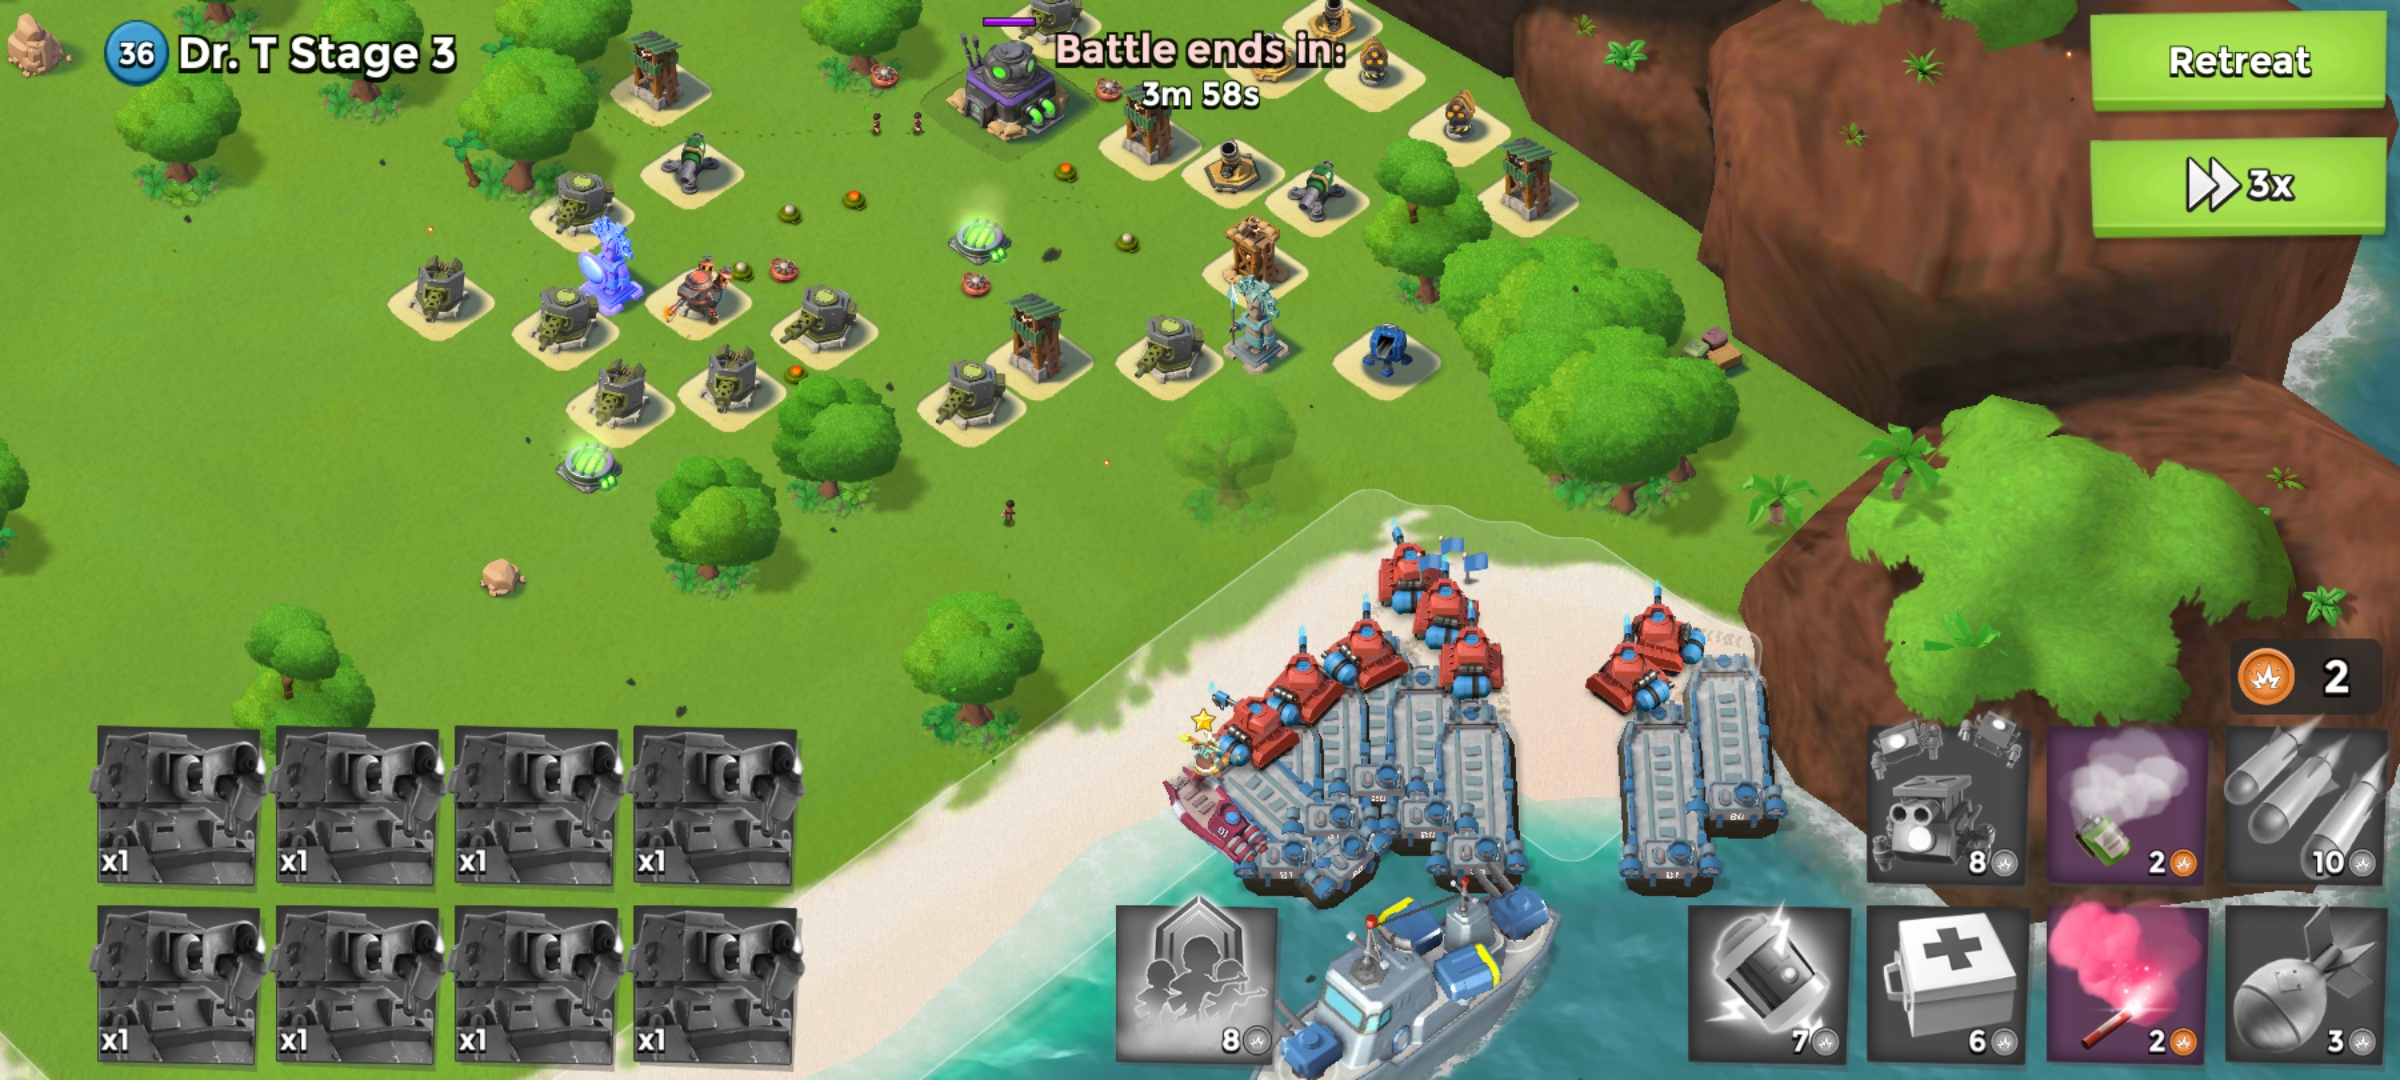 36 Dr. T Stage 3
Battle ends in:
3m 58s
Retreat
3x
2
x1 x1 x1 x1
8 2 10
x1 x1 x1 x1
8 7 6 2 3